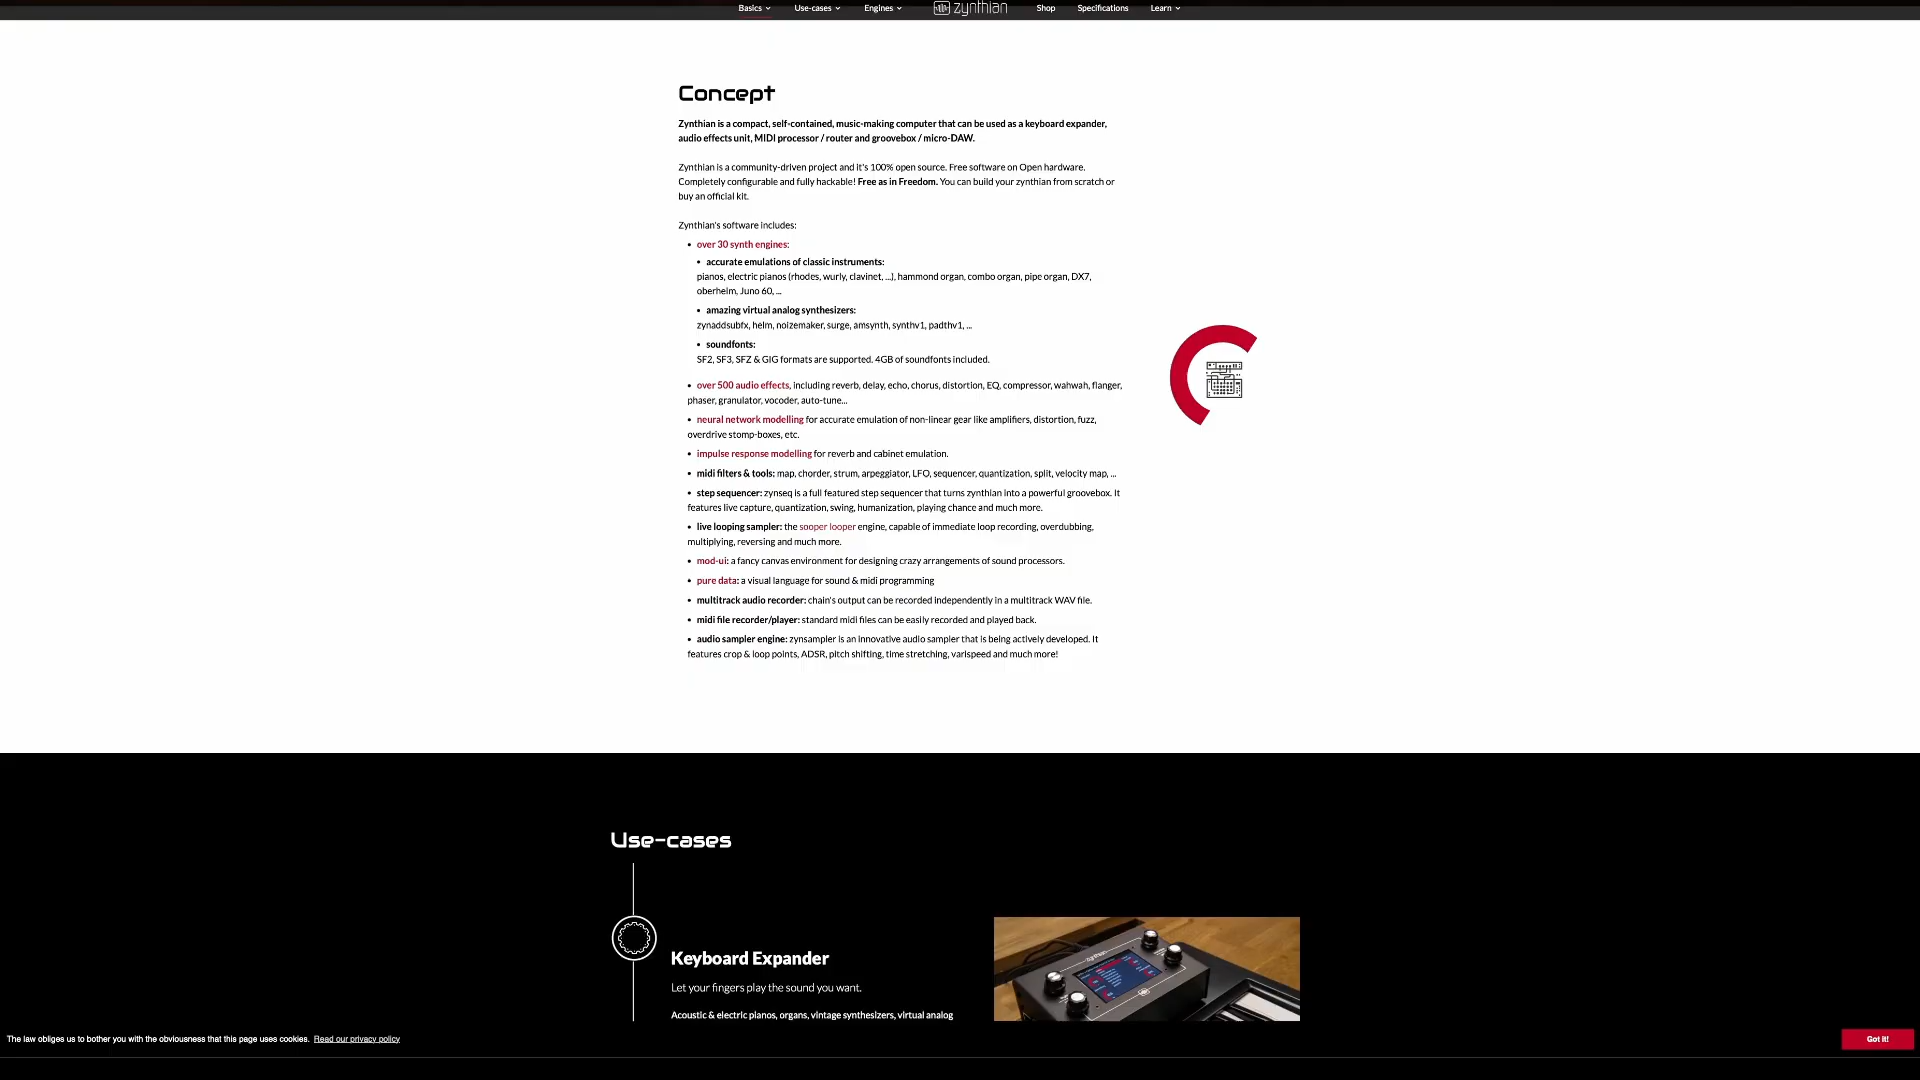 Basics
Use-cases
Engines
zynthian
Shop
Specifications
Learn
Concept
Zynthian is a compact, self-contained, music-making computer that can be used as a keyboard expander,
audio effects unit, MIDI processor / router and groovebox / micro-DAW.
Zynthian is a community-driven project and it's 100% open source. Free software on Open hardware.
Completely configurable and fully hackable! Free as in Freedom. You can build your zynthian from scratch or
buy an official kit.
Zynthian's software includes:
• over 30 synth engines:
• accurate emulations of classic instruments:
pianos, electric pianos (rhodes, wurly, clavinet, ...), hammond organ, combo organ, pipe organ, DX7,
oberheim, Juno 60, ...
• amazing virtual analog synthesizers:
zynaddsubfx, helm, noizemaker, surge, amsynth, synthv1, padthv1, ...
• soundfonts:
SF2, SF3, SFZ & GIG formats are supported. 4GB of soundfonts included.
• over 500 audio effects, including reverb, delay, echo, chorus, distortion, EQ, compressor, wahwah, flanger,
phaser, granulator, vocoder, auto-tune...
• neural network modelling for accurate emulation of non-linear gear like amplifiers, distortion, fuzz,
overdrive stomp-boxes, etc.
• impulse response modelling for reverb and cabinet emulation.
• midi filters & tools: map, chorder, strum, arpeggiator, LFO, sequencer, quantization, split, velocity map, ...
• step sequencer: zynseq is a full featured step sequencer that turns zynthian into a powerful groovebox. It
features live capture, quantization, swing, humanization, playing chance and much more.
• live looping sampler: the sooper looper engine, capable of immediate loop recording, overdubbing,
multiplying, reversing and much more.
• mod-ui: a fancy canvas environment for designing crazy arrangements of sound processors.
• pure data: a visual language for sound & midi programming
• multitrack audio recorder: chain's output can be recorded independently in a multitrack WAV file.
• midi file recorder/player: standard midi files can be easily recorded and played back.
• audio sampler engine: zynsampler is an innovative audio sampler that is being actively developed. It
features crop & loop points, ADSR, pitch shifting, time stretching, varispeed and much more!
Use-cases
Keyboard Expander
Let your fingers play the sound you want.
Acoustic & electric pianos, organs, vintage synthesizers, virtual analog
zynthian
The law obliges us to bother you with the obviousness that this page uses cookies. Read our privacy policy
Got it!